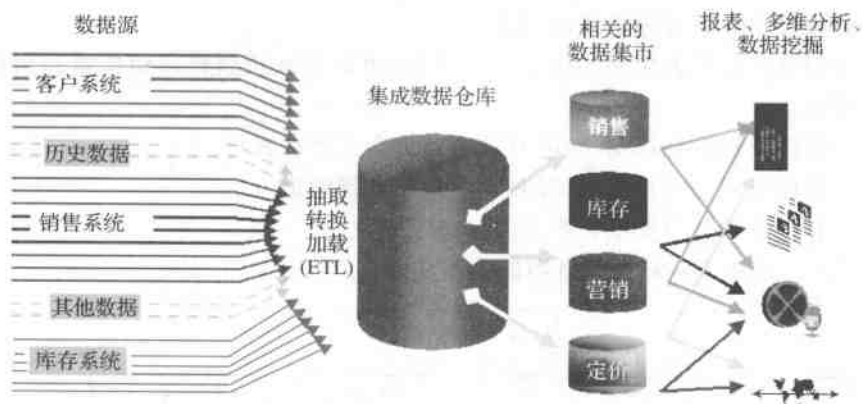 数据源
客户系统
历史数据
销售系统
其他数据
库存系统
抽取
转换
加载
(ETL)
集成数据仓库
相关的
数据集市
销售
库存
营销
定价
报表、多维分析、
数据挖掘